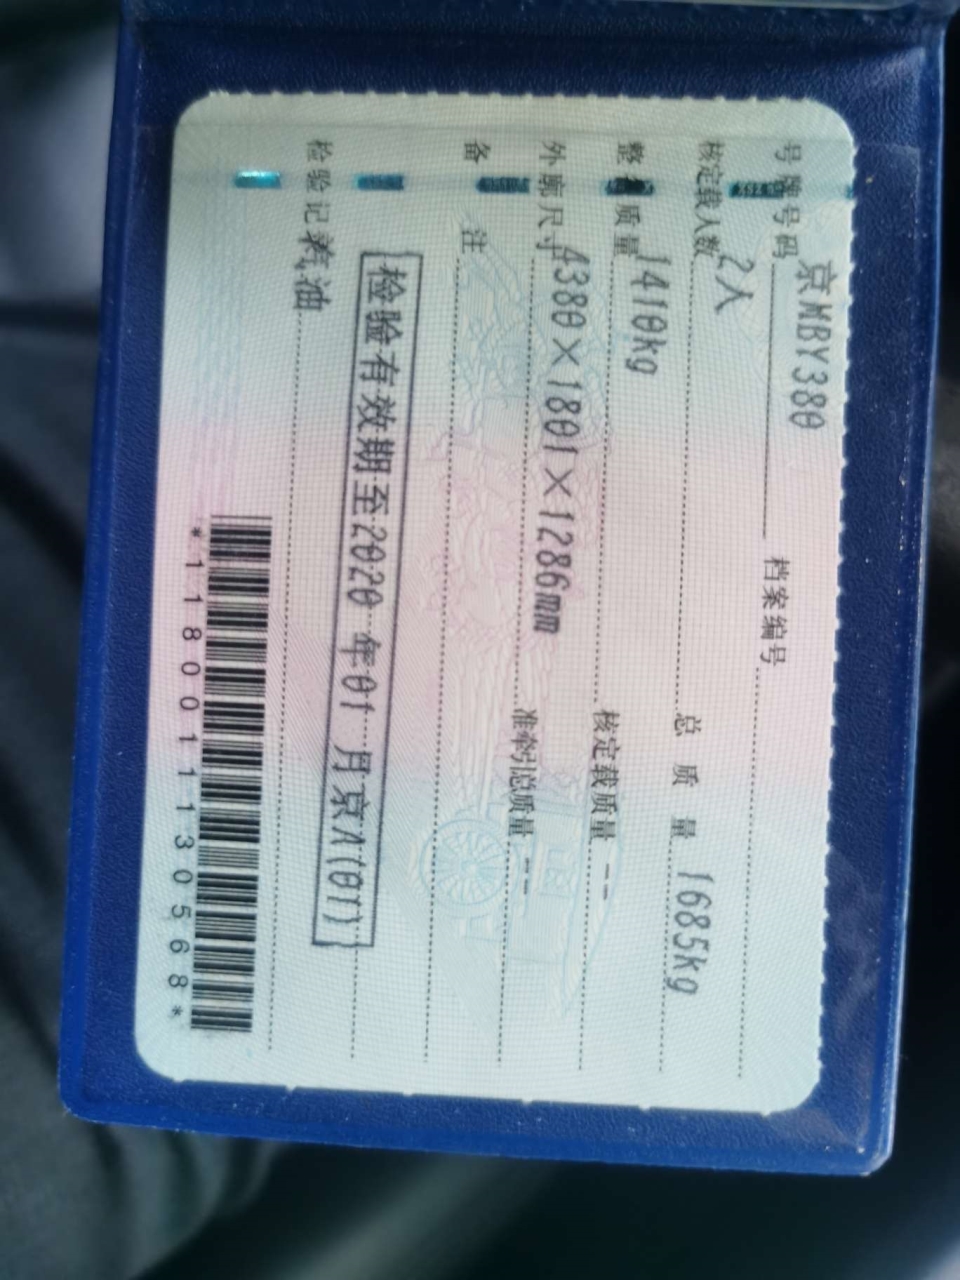 号牌号码 京MBY380 档案编号
核定载人数 2人 总质量 1685kg
整备质量 1410kg 核定载质量 --
外廓尺寸 4380×1801×1286mm 准牵引总质量 --
备注
检验有效期至2020年01月京A(01)
检验记录 汽油
*1180011130568*